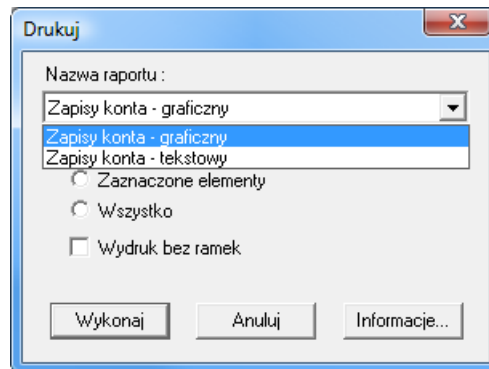 Drukuj
Nazwa raportu :
Zapisy konta - graficzny
Zapisy konta - graficzny
Zapisy konta - tekstowy
Zaznaczone elementy
Wszystko
Wydruk bez ramek
Wykonaj Anuluj Informacje...